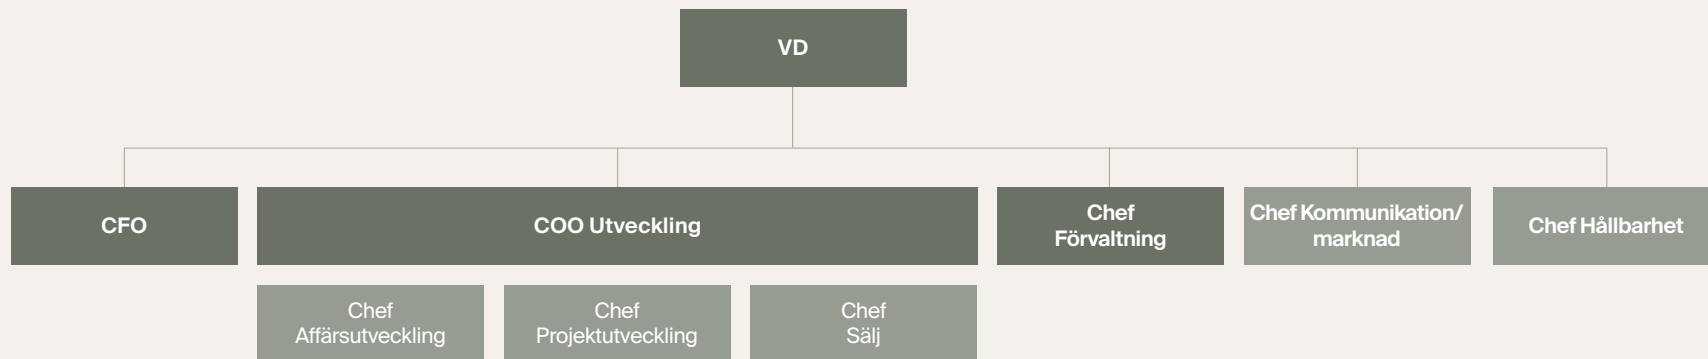 VD
CFO
COO Utveckling
Chef
Förvaltning
Chef Kommunikation/
marknad
Chef Hållbarhet
Chef
Affärsutveckling
Chef
Projektutveckling
Chef
Sälj